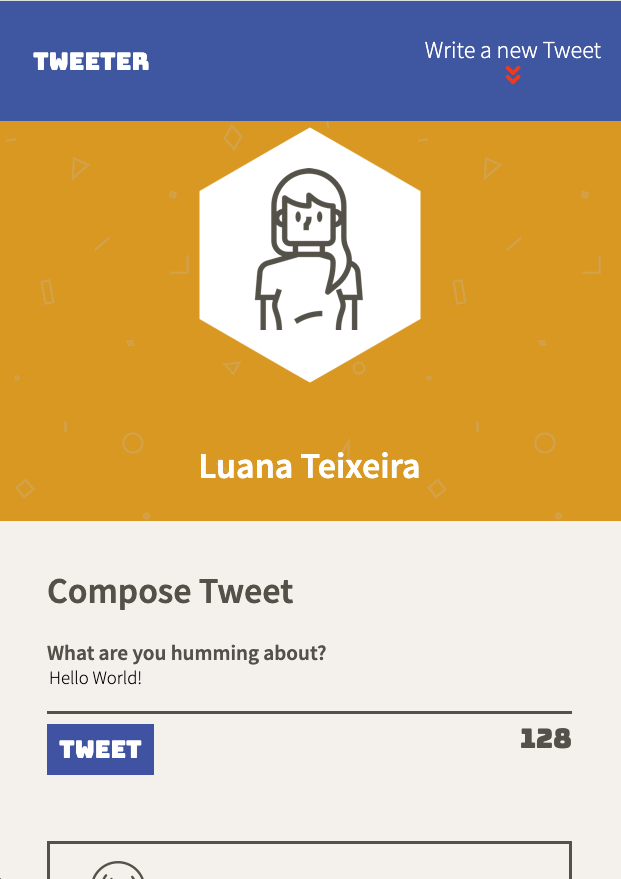 TWEETER
Write a new Tweet
Luana Teixeira
Compose Tweet
What are you humming about?
Hello World!
TWEET
128